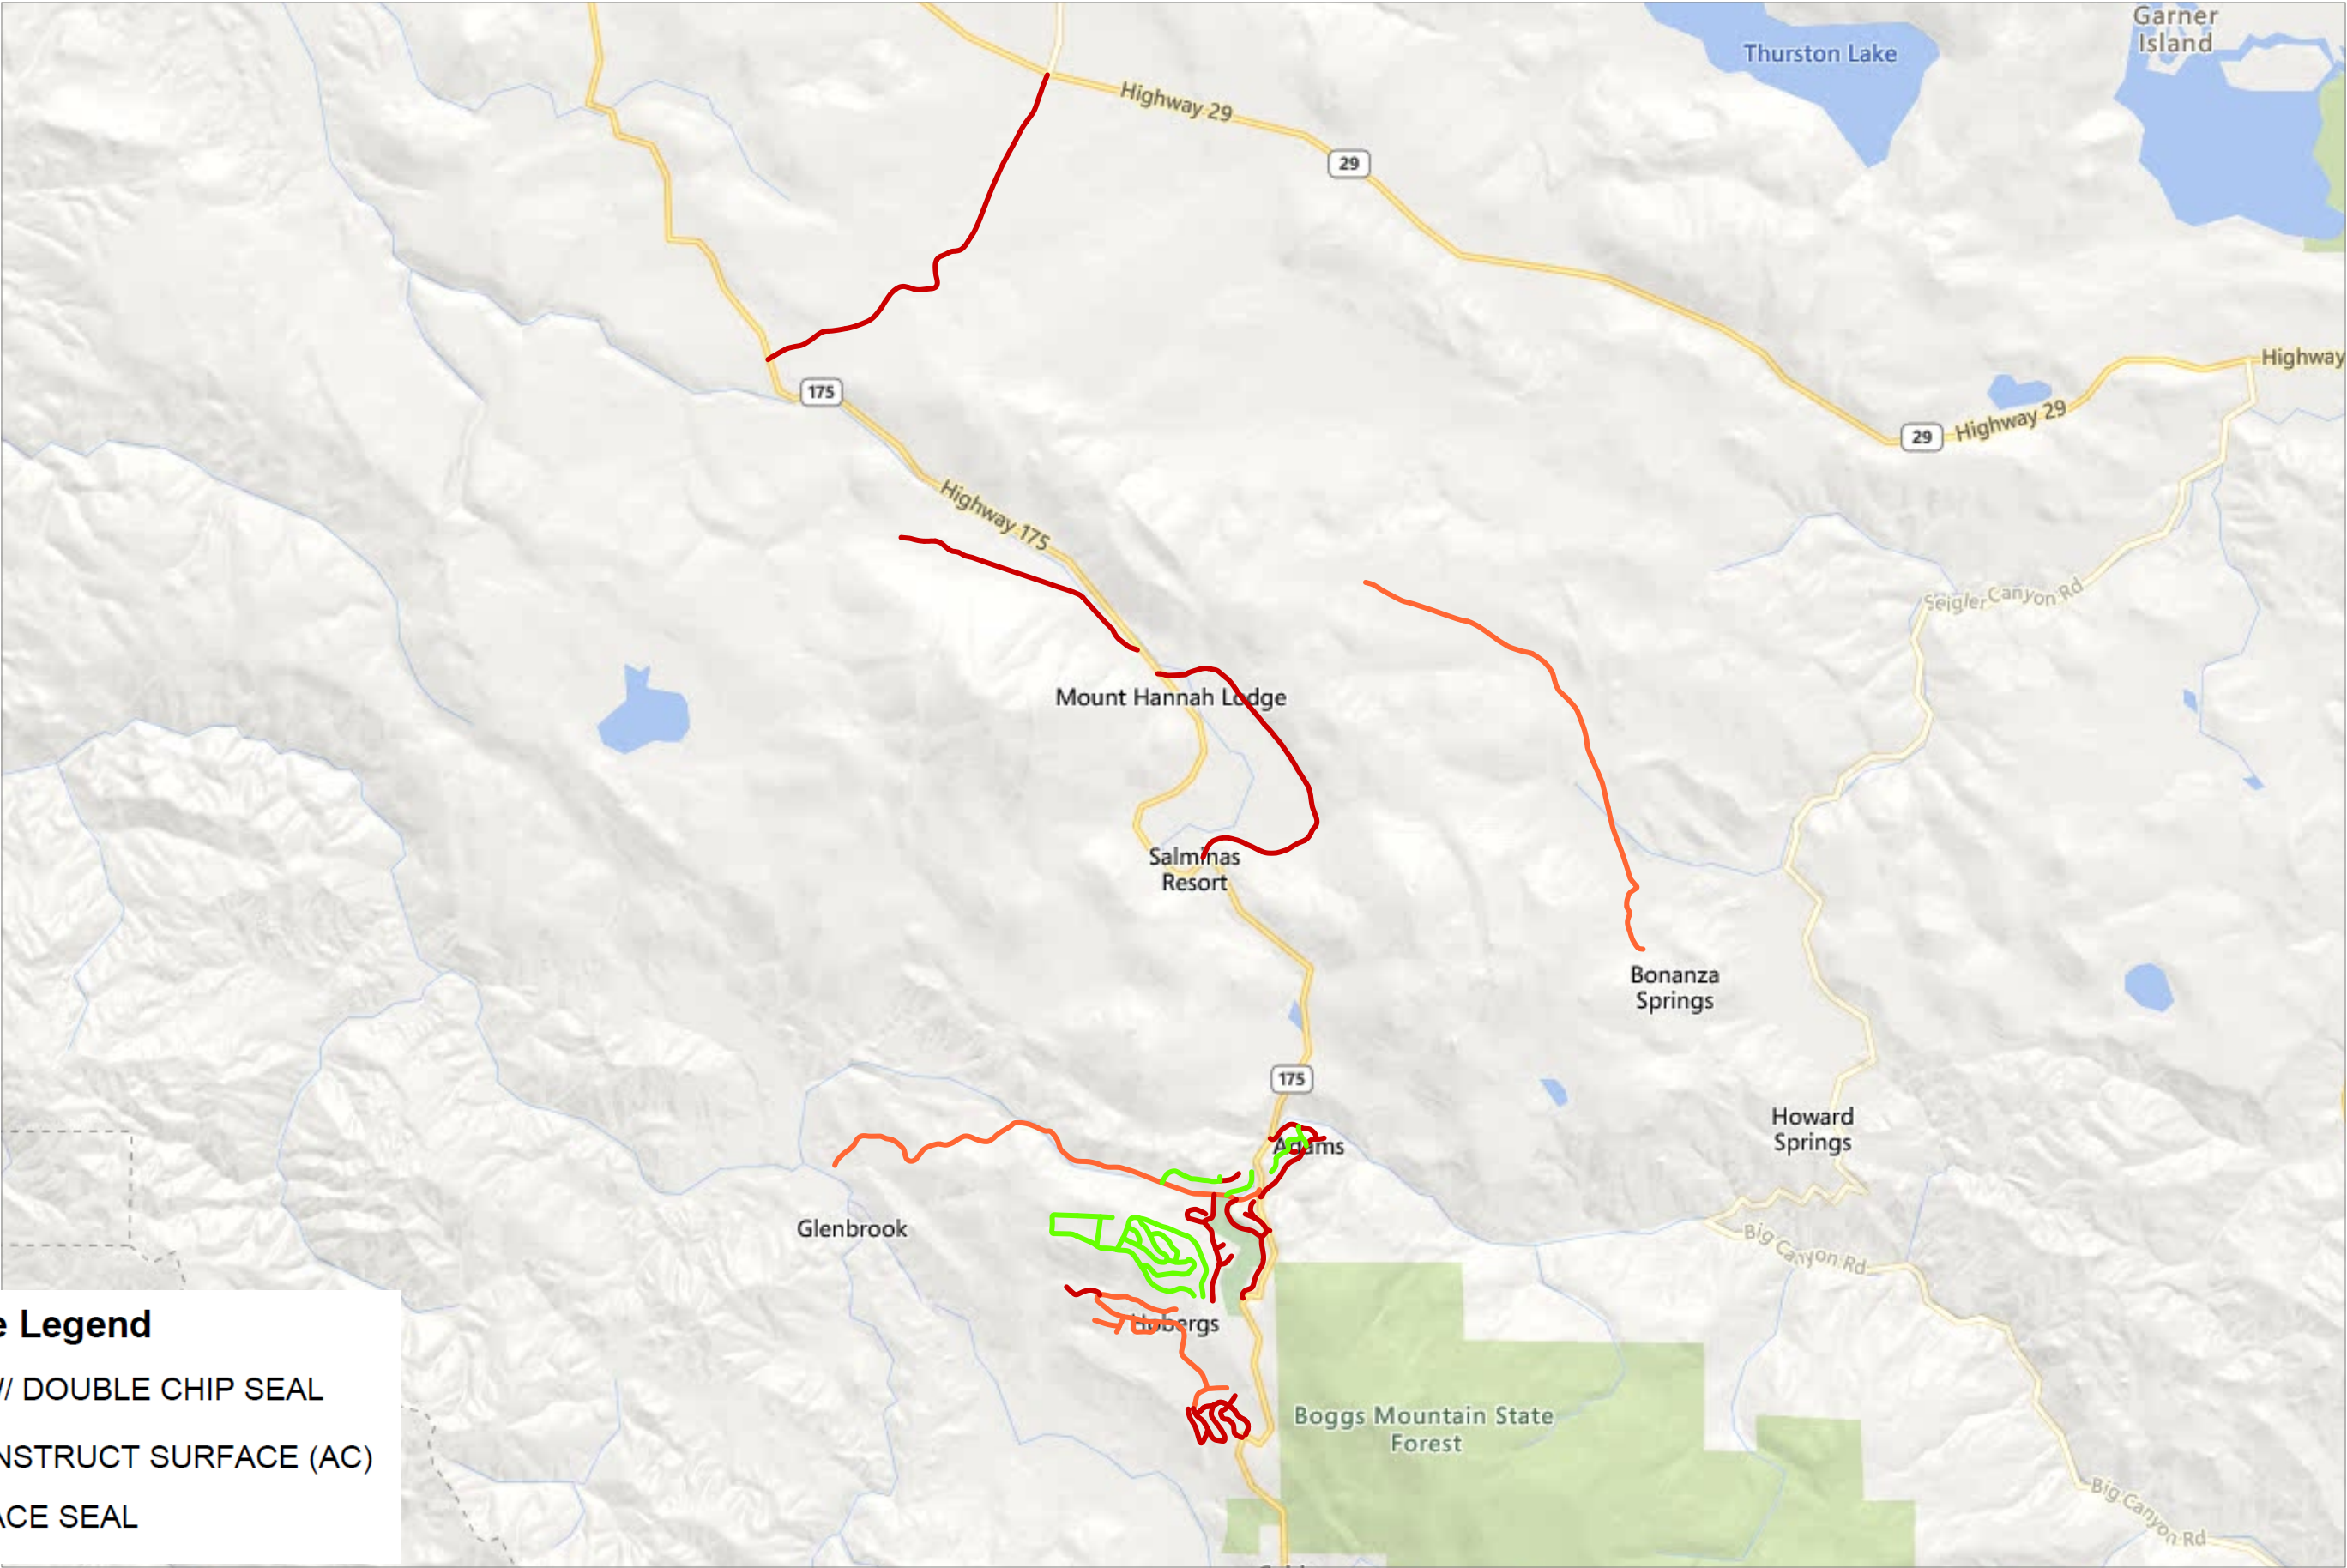 Garner
Island
Thurston Lake
Highway 29
29
Highway
175
29
Highway 29
Highway 175
Seigler Canyon Rd
Mount Hannah Lodge
Salminas
Resort
Bonanza
Springs
175
Howard
Springs
Adams
Glenbrook
Big Canyon Rd
Hobergs
e Legend
// DOUBLE CHIP SEAL
Boggs Mountain State
Forest
NSTRUCT SURFACE (AC)
ACE SEAL
Big Canyon Rd